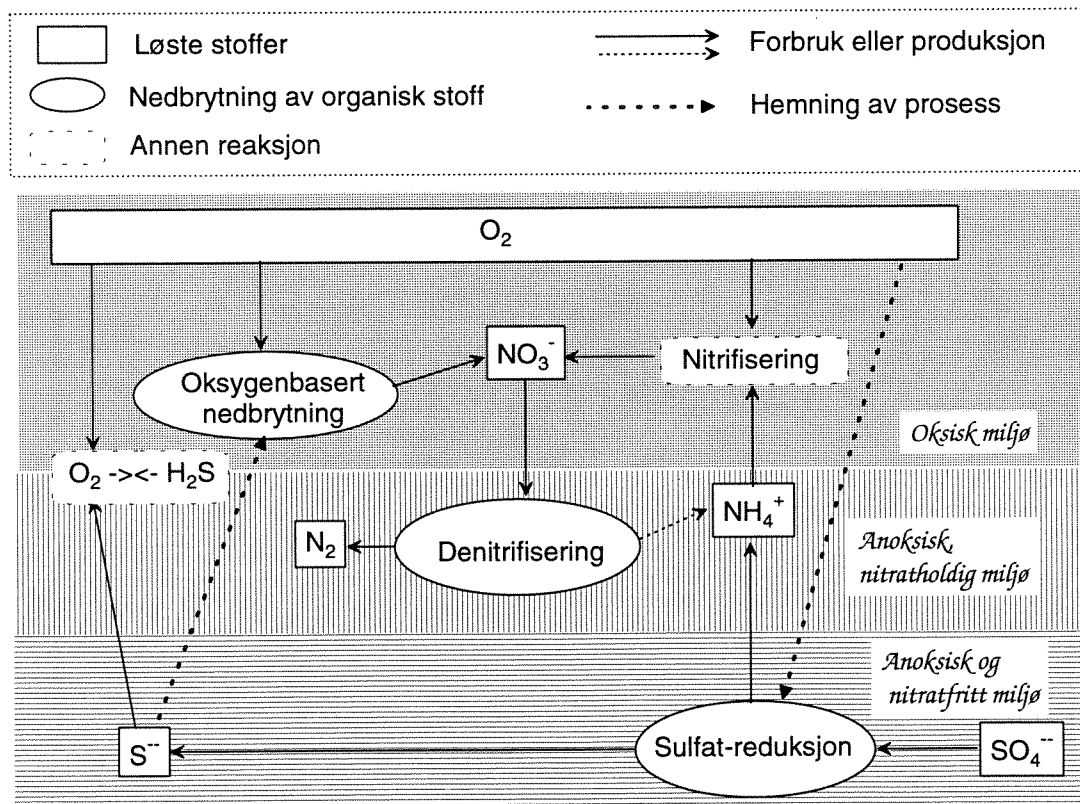 Løste stoffer
Forbruk eller produksjon
Nedbrytning av organisk stoff
Hemning av prosess
Annen reaksjon
O₂
NO₃⁻
Nitrifisering
Oksygenbasert
nedbrytning
Oksisk miljø
O₂ -><- H₂S
NH₄⁺
N₂
Denitrifisering
Anoksisk,
nitratholdig miljø
Anoksisk og
nitratfritt miljø
S⁻⁻
Sulfat-reduksjon
SO₄⁻⁻